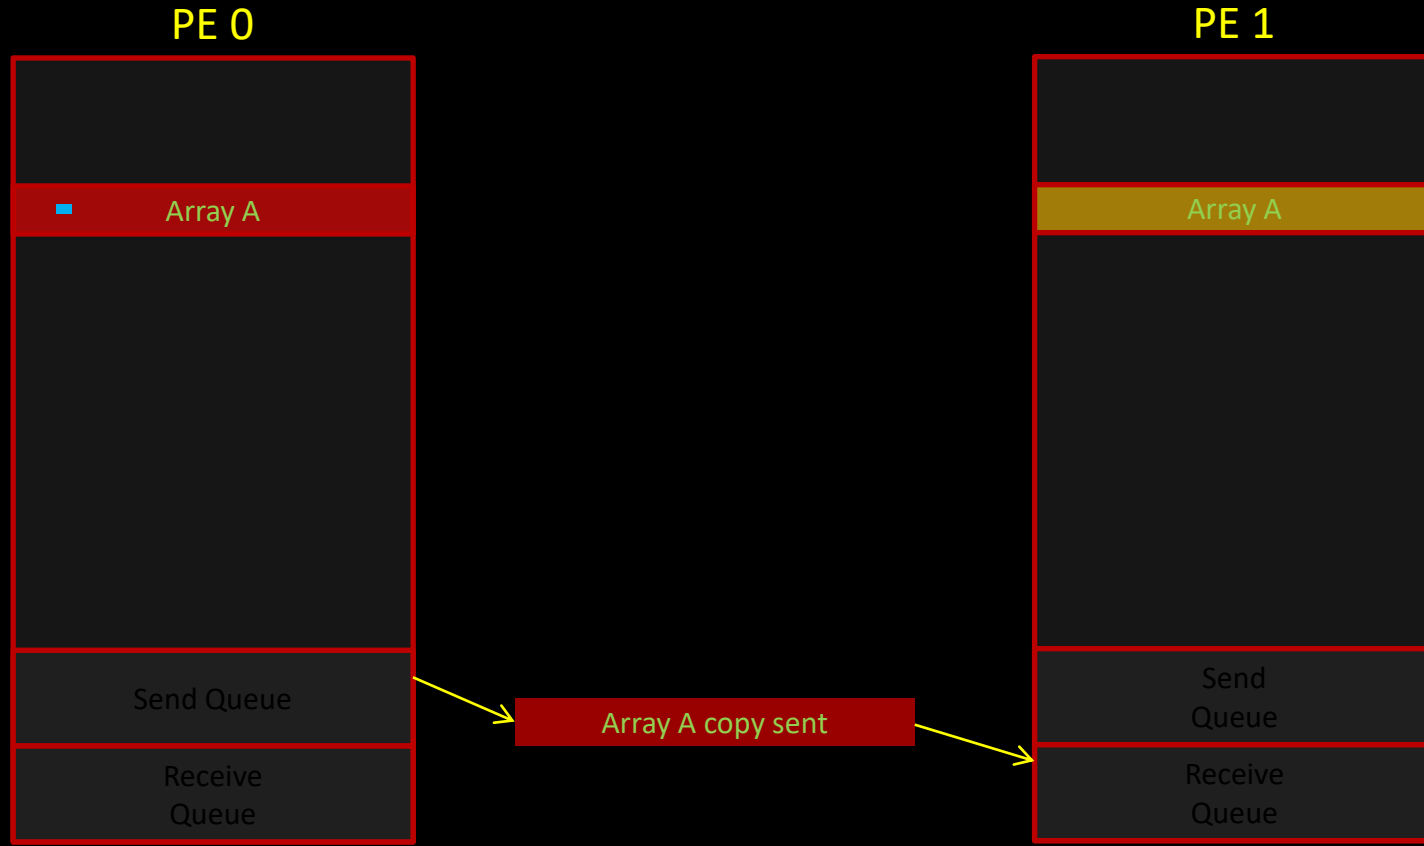 PE 0
PE 1
Array A
Array A
Send Queue
Send
Queue
Array A copy sent
Receive
Queue
Receive
Queue